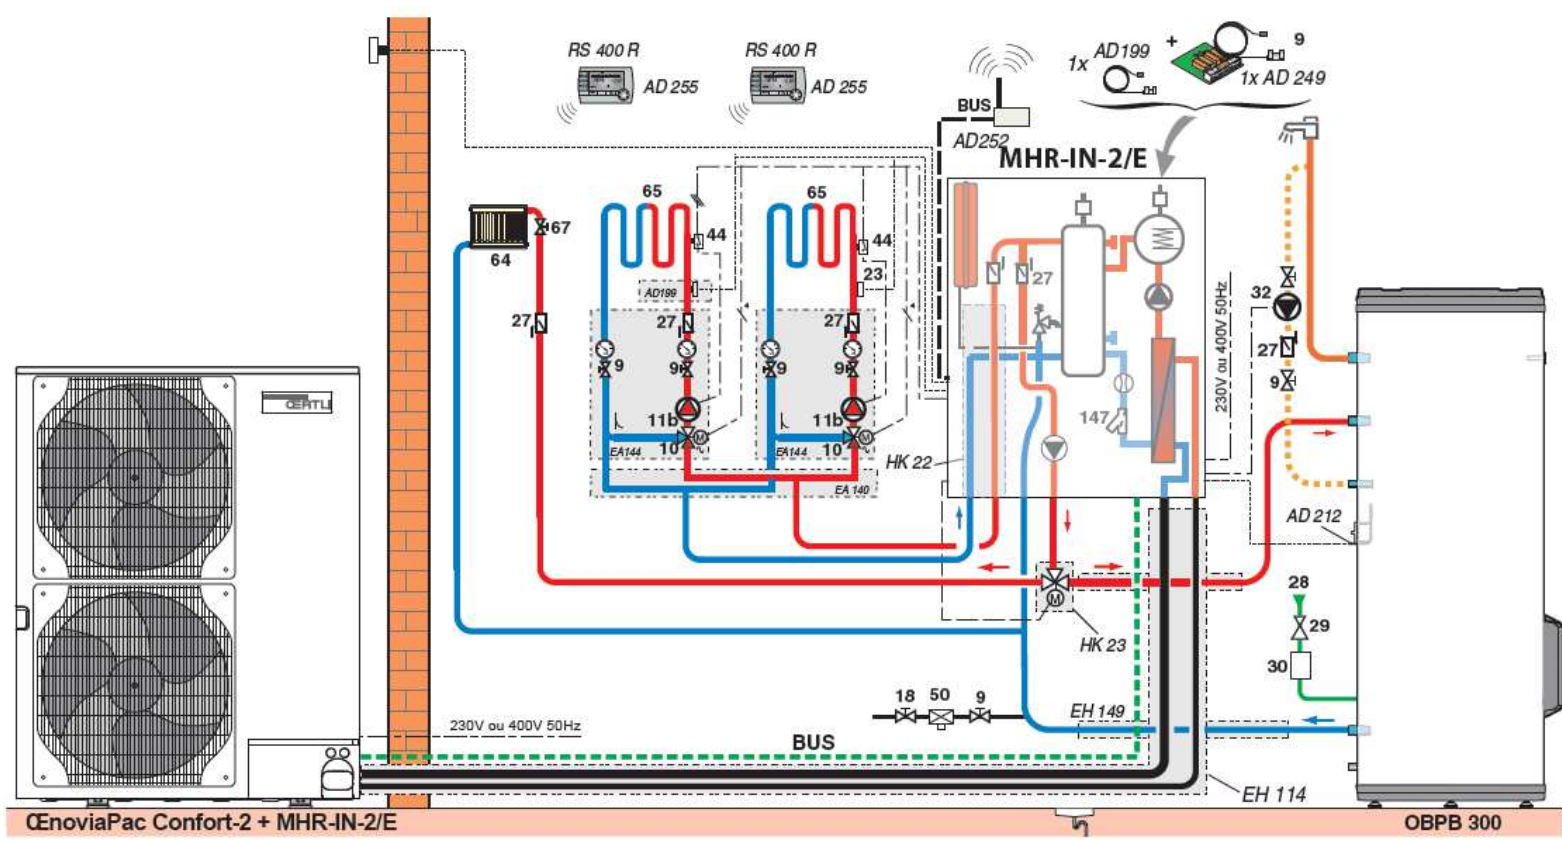 RS 400 R
AD 255
RS 400 R
AD 255
BUS
AD252
1x AD199
+
9
1x AD 249
MHR-IN-2/E
65
65
67
64
44
44
23
AD199
27
27
27
27
32
27
9
9
9
9
9
11b
11b
10
10
EA144
EA144
EA 140
M
M
147
HK 22
230V ou 400V 50Hz
AD 212
M
HK 23
28
29
30
18
50
9
EH 149
230V ou 400V 50Hz
BUS
EH 114
ŒRTLI
ŒnoviaPac Confort-2 + MHR-IN-2/E
OBPB 300